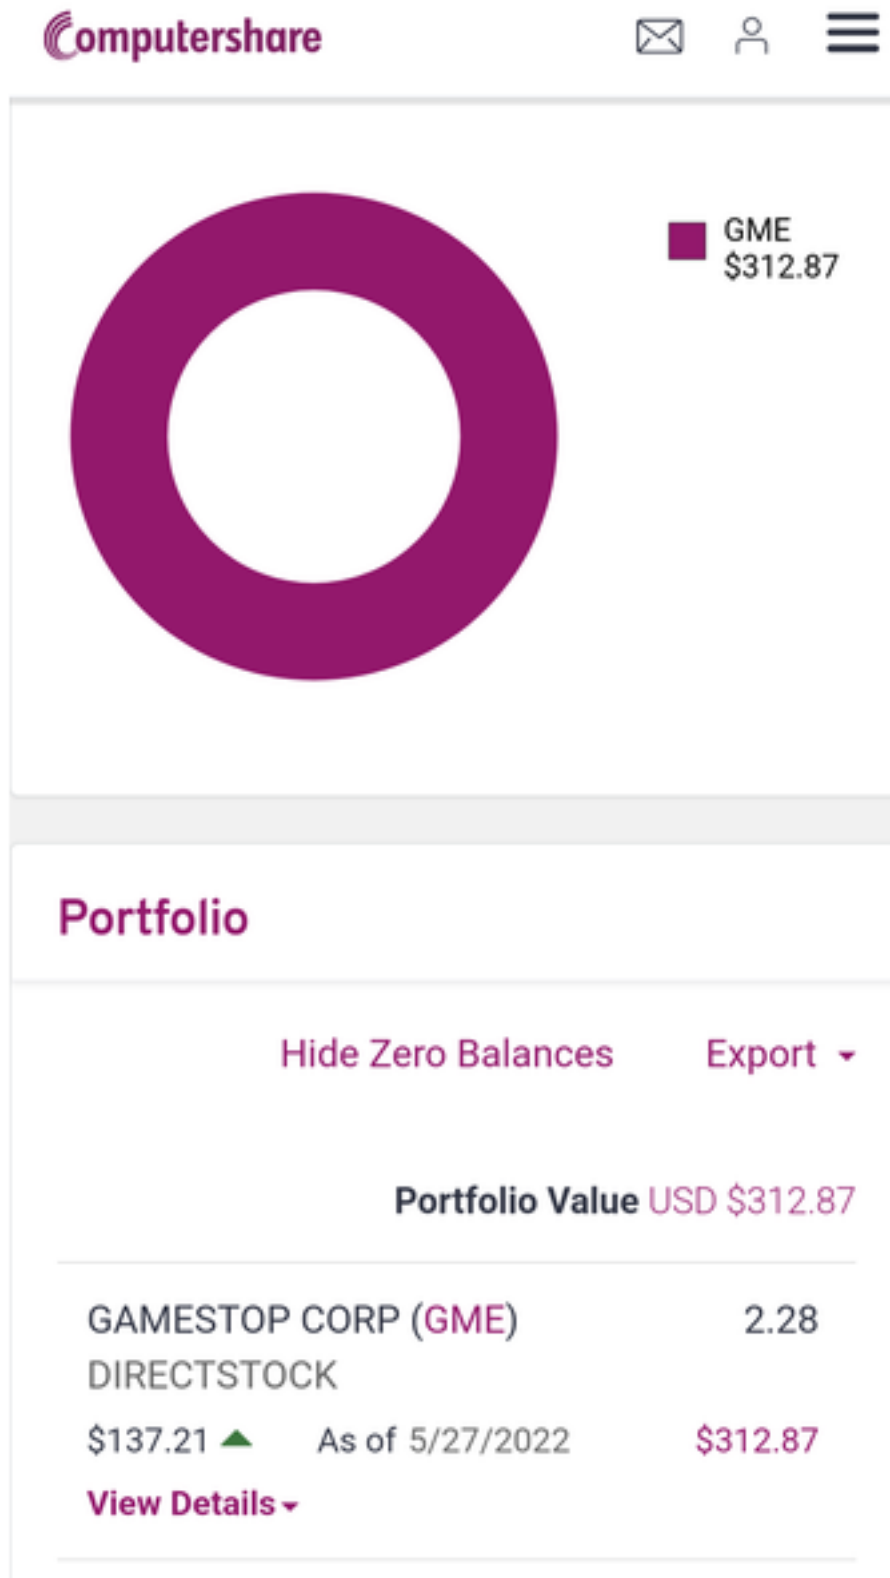 Computershare
GME
$312.87
Portfolio
Hide Zero Balances Export
Portfolio Value USD $312.87
GAMESTOP CORP (GME) 2.28
DIRECTSTOCK
$137.21 As of 5/27/2022 $312.87
View Details